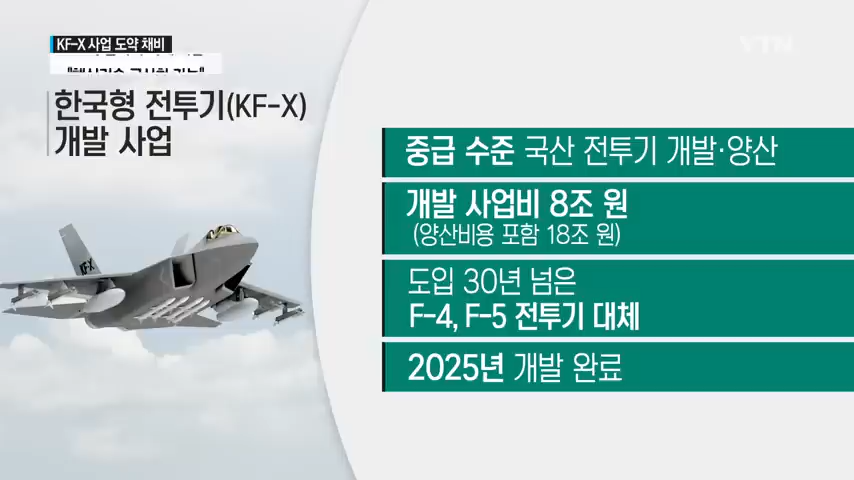 KF-X 사업 도약 채비
YTN
한국형 전투기(KF-X)
개발 사업
중급 수준 국산 전투기 개발·양산
개발 사업비 8조 원
(양산비용 포함 18조 원)
도입 30년 넘은
F-4, F-5 전투기 대체
2025년 개발 완료
KF-X